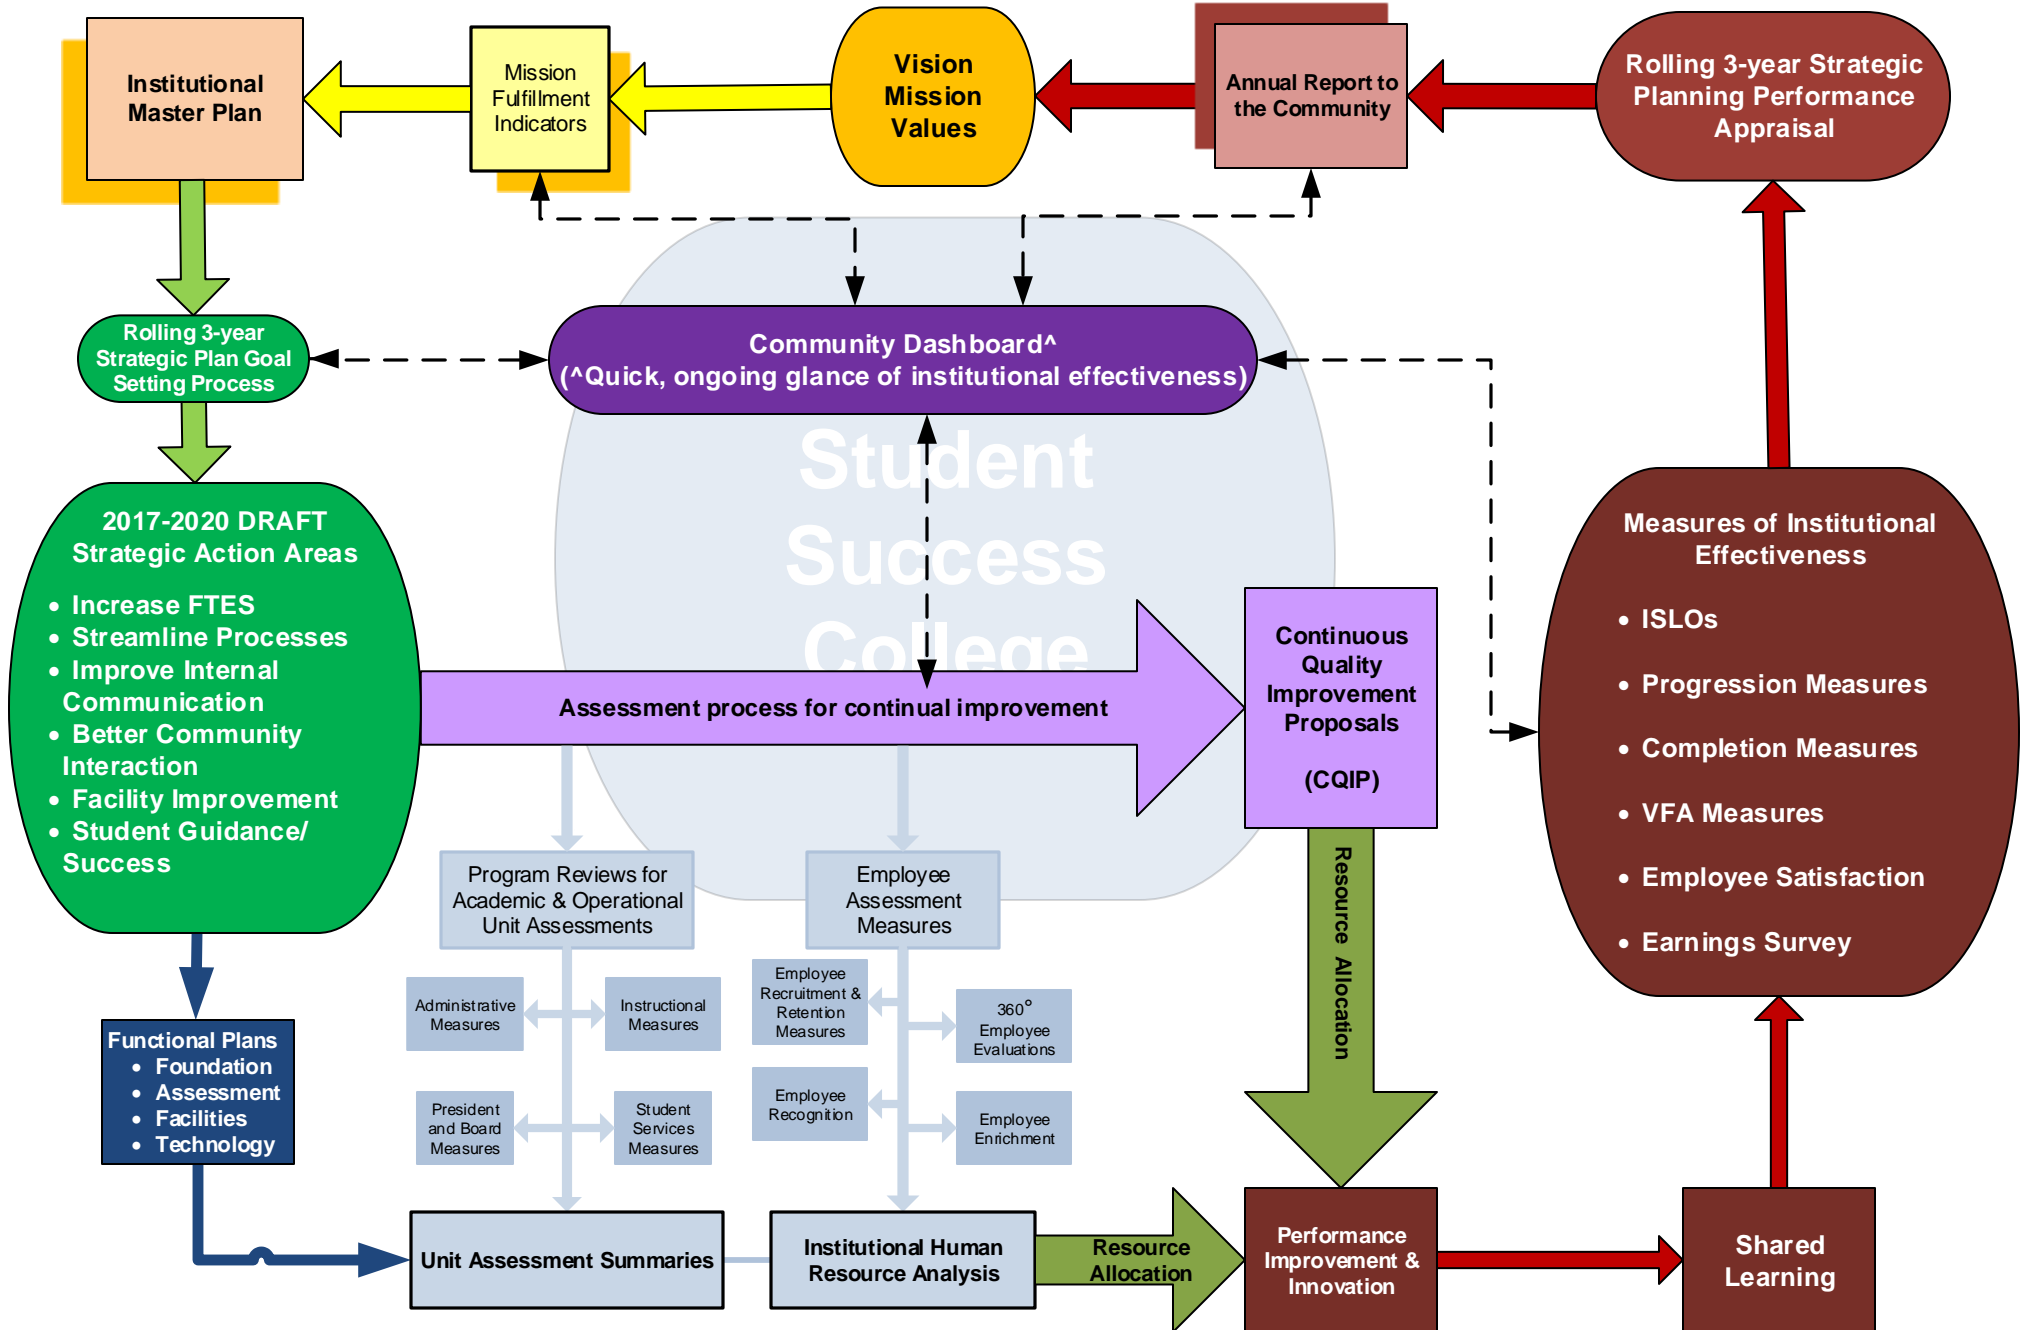 Institutional
Master Plan
Mission
Fulfillment
Indicators
Vision
Mission
Values
Annual Report to
the Community
Rolling 3-year Strategic
Planning Performance
Appraisal
Rolling 3-year
Strategic Plan Goal
Setting Process
Community Dashboard^
(^Quick, ongoing glance of institutional effectiveness)
Student
Success
College
2017-2020 DRAFT
Strategic Action Areas
• Increase FTES
• Streamline Processes
• Improve Internal
Communication
• Better Community
Interaction
• Facility Improvement
• Student Guidance/
Success
Assessment process for continual improvement
Continuous
Quality
Improvement
Proposals
(CQIP)
Measures of Institutional
Effectiveness
• ISLOs
• Progression Measures
• Completion Measures
• VFA Measures
• Employee Satisfaction
• Earnings Survey
Program Reviews for
Academic & Operational
Unit Assessments
Employee
Assessment
Measures
Resource Allocation
Administrative
Measures
Instructional
Measures
Employee
Recruitment &
Retention
Measures
360°
Employee
Evaluations
President
and Board
Measures
Student
Services
Measures
Employee
Recognition
Employee
Enrichment
Functional Plans
• Foundation
• Assessment
• Facilities
• Technology
Unit Assessment Summaries
Institutional Human
Resource Analysis
Resource
Allocation
Performance
Improvement &
Innovation
Shared
Learning